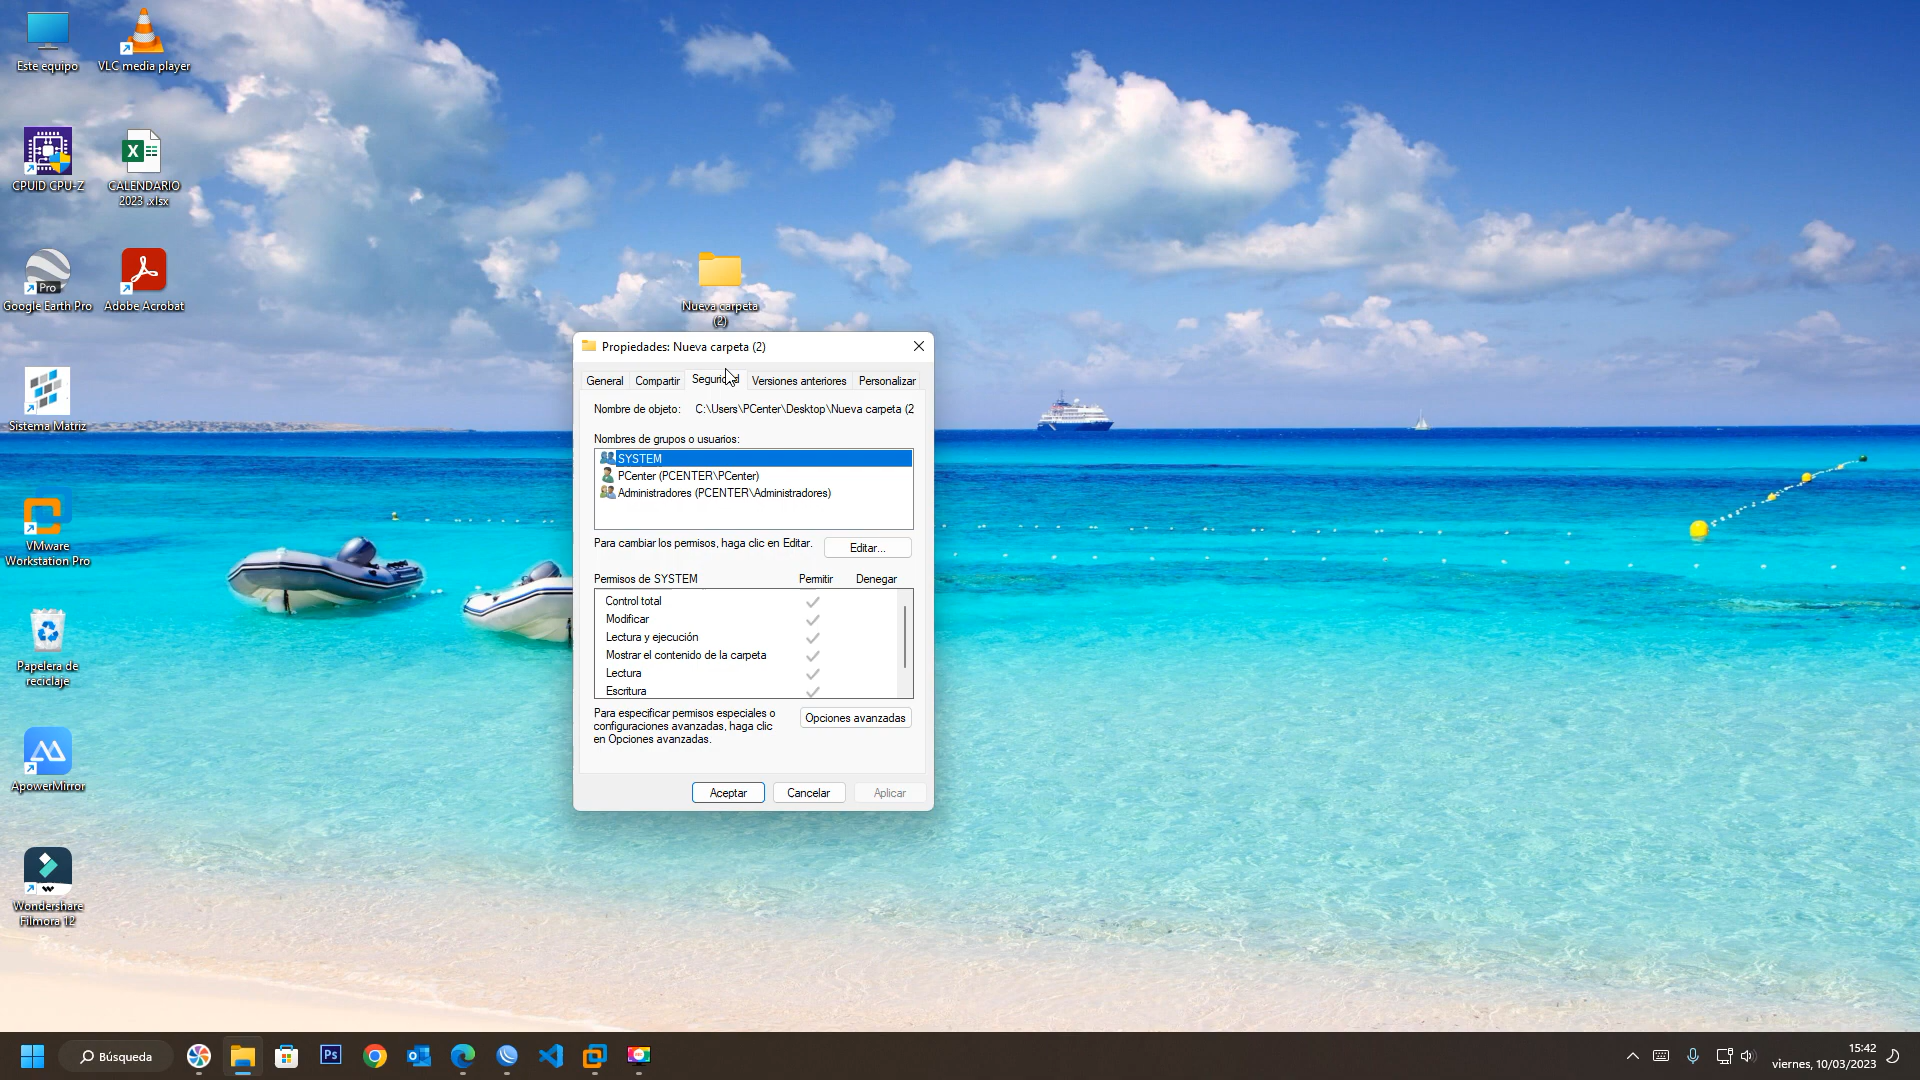 Este equipo
VLC media player
CPUID CPU-Z
CALENDARIO
2023 .xlsx
Pro
Google Earth Pro
Adobe Acrobat
Nueva carpeta
(2)
Sistema Matriz
VMware
Workstation Pro
Papelera de
reciclaje
ApowerMirror
Wondershare
Filmora 12
Propiedades: Nueva carpeta (2)
General
Compartir
Seguridad
Versiones anteriores
Personalizar
Nombre de objeto: C:\Users\PCenter\Desktop\Nueva carpeta (2
Nombres de grupos o usuarios:
SYSTEM
PCenter (PCENTER\PCenter)
Administradores (PCENTER\Administradores)
Para cambiar los permisos, haga clic en Editar.
Editar...
Permisos de SYSTEM Permitir Denegar
Control total
Modificar
Lectura y ejecución
Mostrar el contenido de la carpeta
Lectura
Escritura
Para especificar permisos especiales o
configuraciones avanzadas, haga clic
en Opciones avanzadas.
Opciones avanzadas
Aceptar
Cancelar
Aplicar
Búsqueda
Ps
15:42
viernes, 10/03/2023